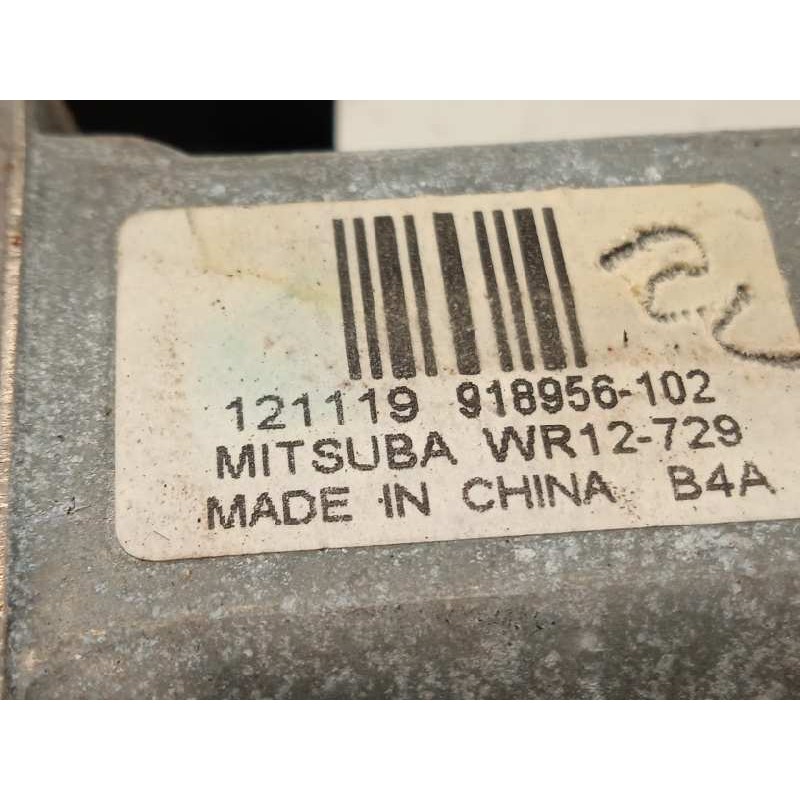 121119 918956-102
MITSUBA WR12-729
MADE IN CHINA B4A